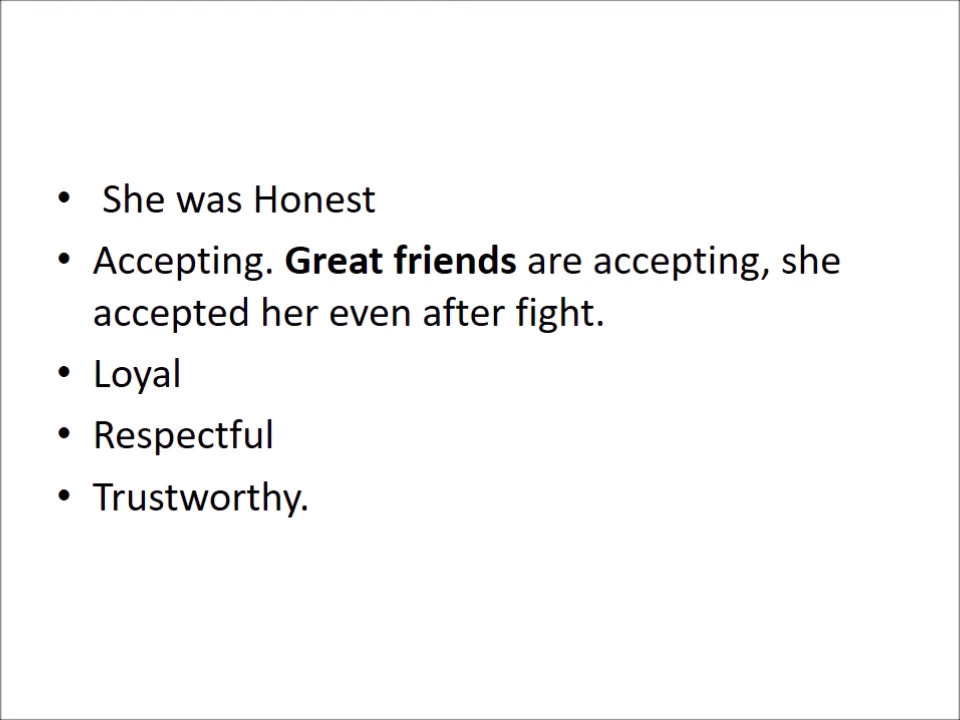 • She was Honest
• Accepting. Great friends are accepting, she
accepted her even after fight.
• Loyal
• Respectful
• Trustworthy.